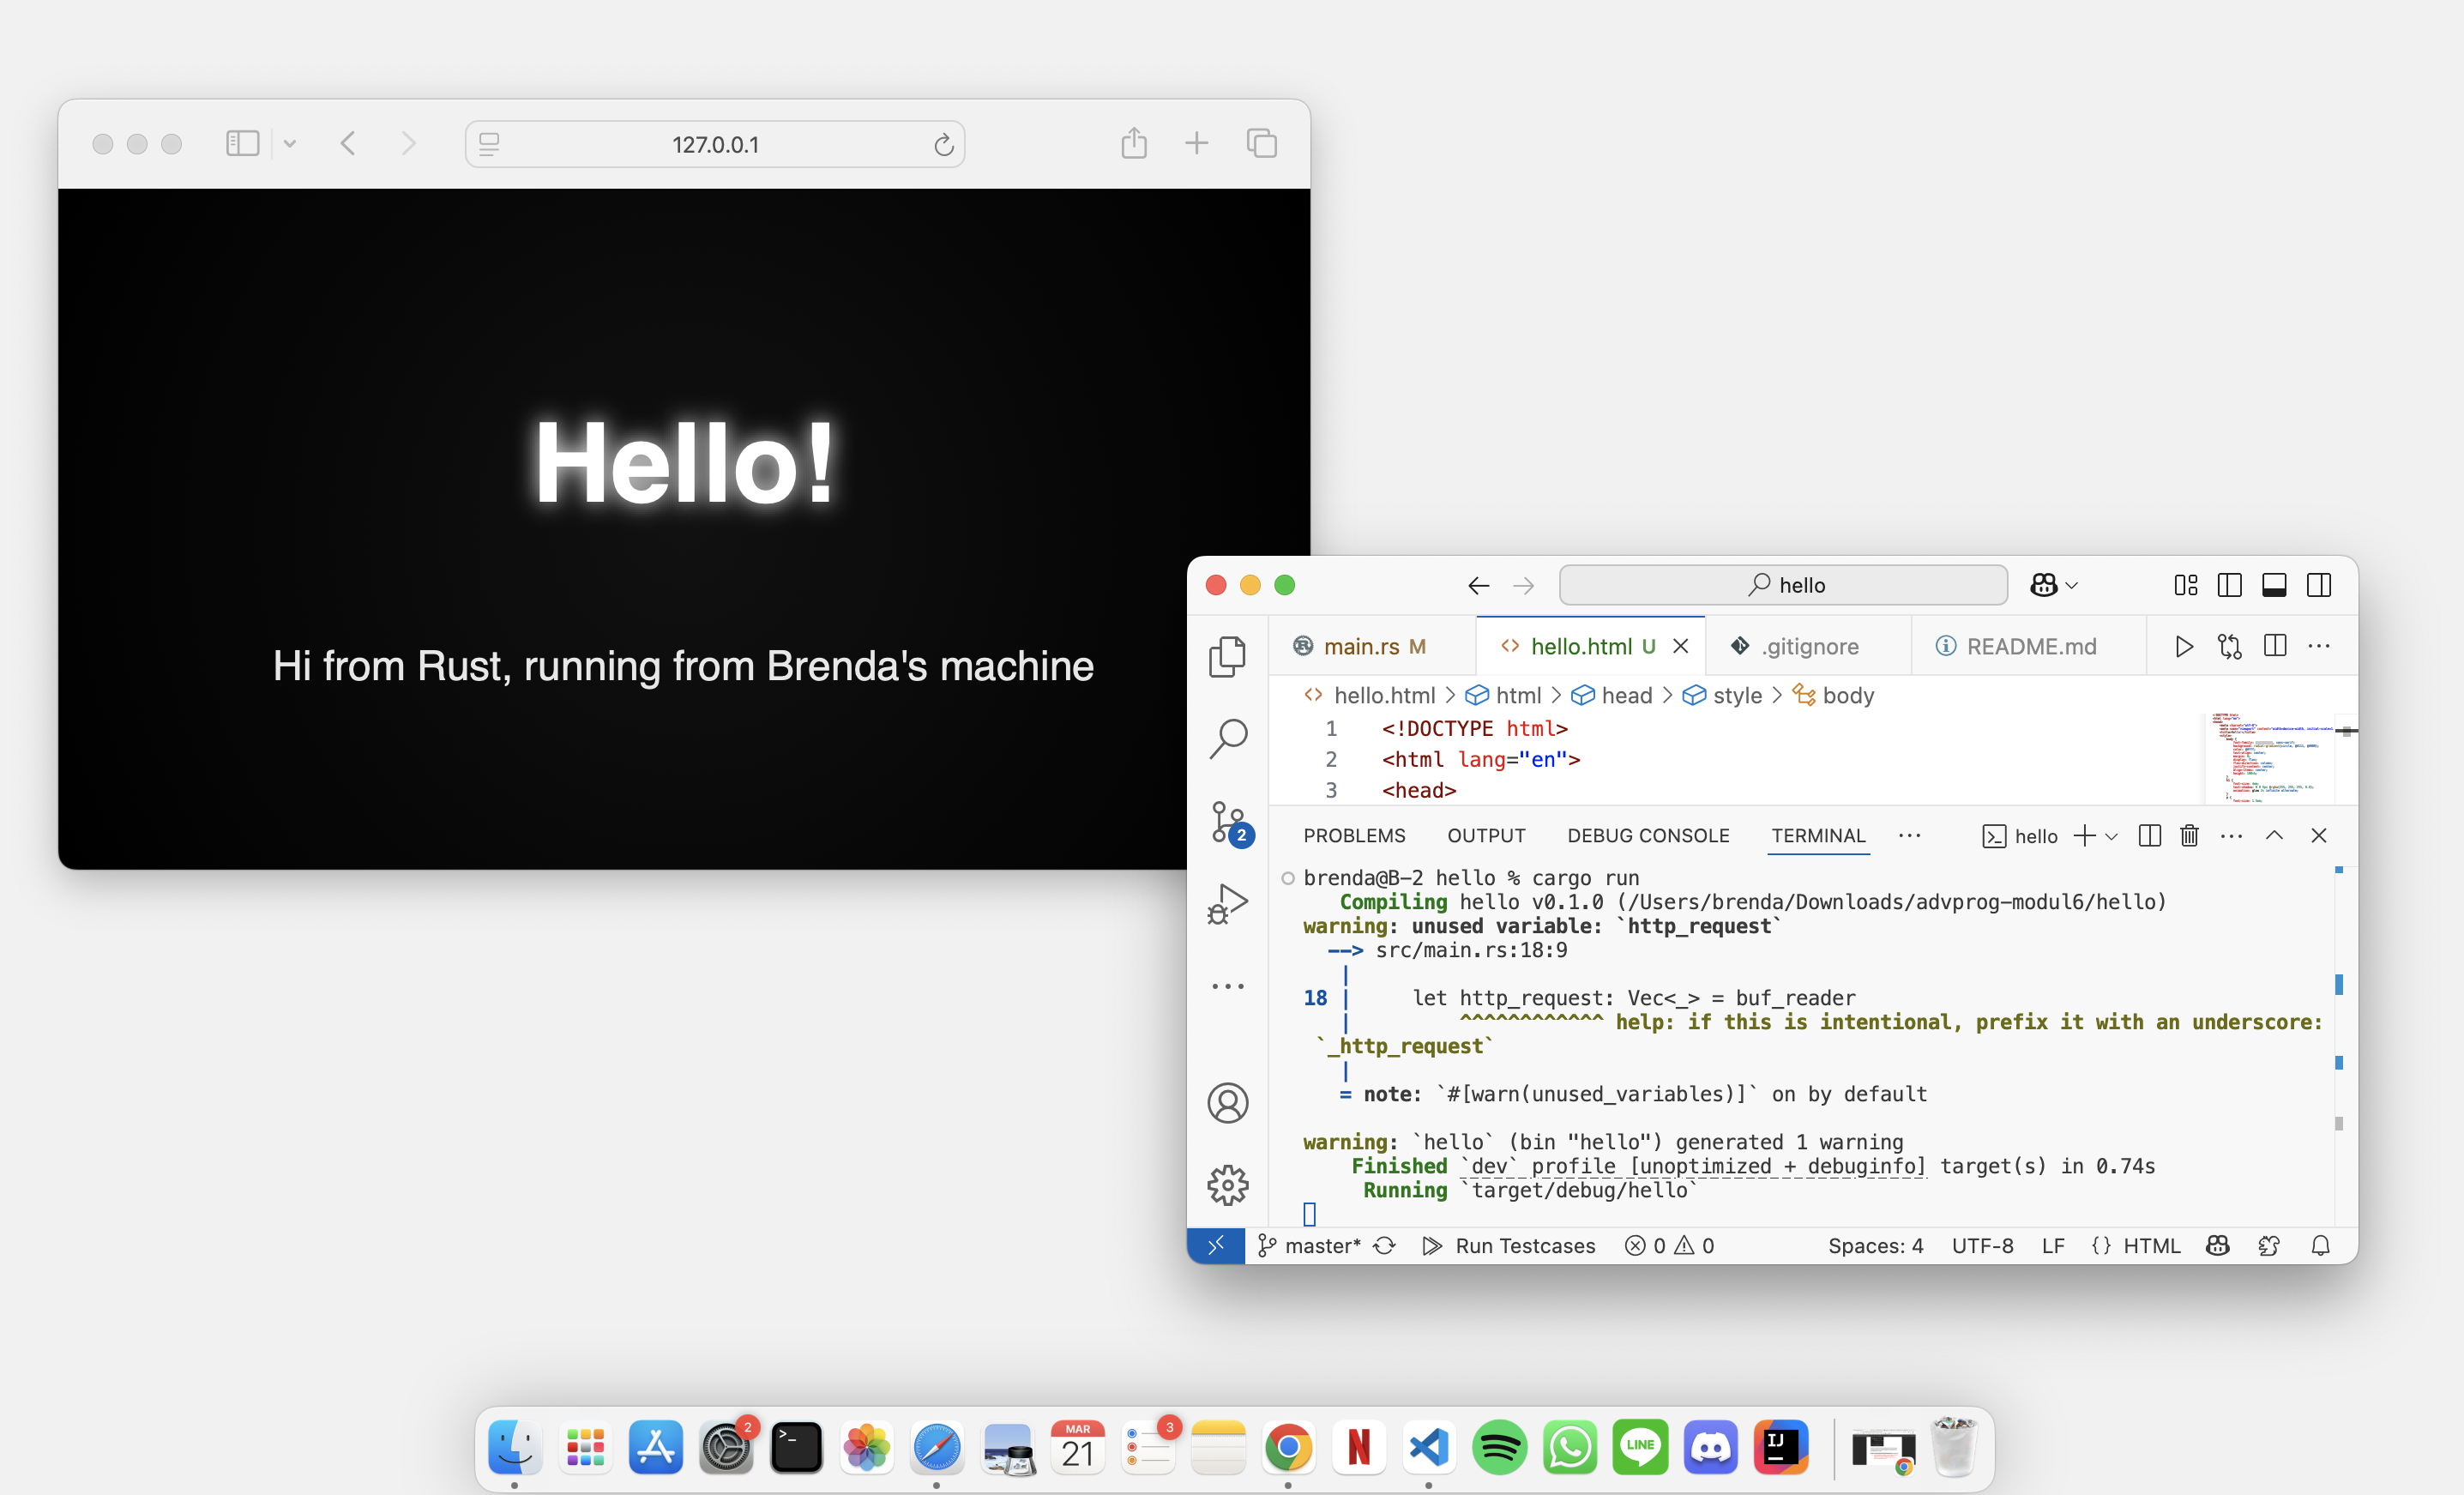 127.0.0.1
Hello!
Hi from Rust, running from Brenda's machine
hello
main.rs M
hello.html U
.gitignore
README.md
hello.html > html > head > style > body
1 <!DOCTYPE html>
2 <html lang="en">
3 <head>
2
PROBLEMS OUTPUT DEBUG CONSOLE TERMINAL ··· hello
brenda@B-2 hello % cargo run
Compiling hello v0.1.0 (/Users/brenda/Downloads/advprog-modul6/hello)
warning: unused variable: `http_request`
--> src/main.rs:18:9
|
18 | let http_request: Vec<_> = buf_reader
| ^^^^^^^^^^^^ help: if this is intentional, prefix it with an underscore:
`_http_request`
|
= note: `#[warn(unused_variables)]` on by default
warning: `hello` (bin "hello") generated 1 warning
Finished `dev` profile [unoptimized + debuginfo] target(s) in 0.74s
Running `target/debug/hello`
master* Run Testcases 0 0 Spaces: 4 UTF-8 LF {} HTML
2
>_
MAR
21
3
N
LINE
IJ